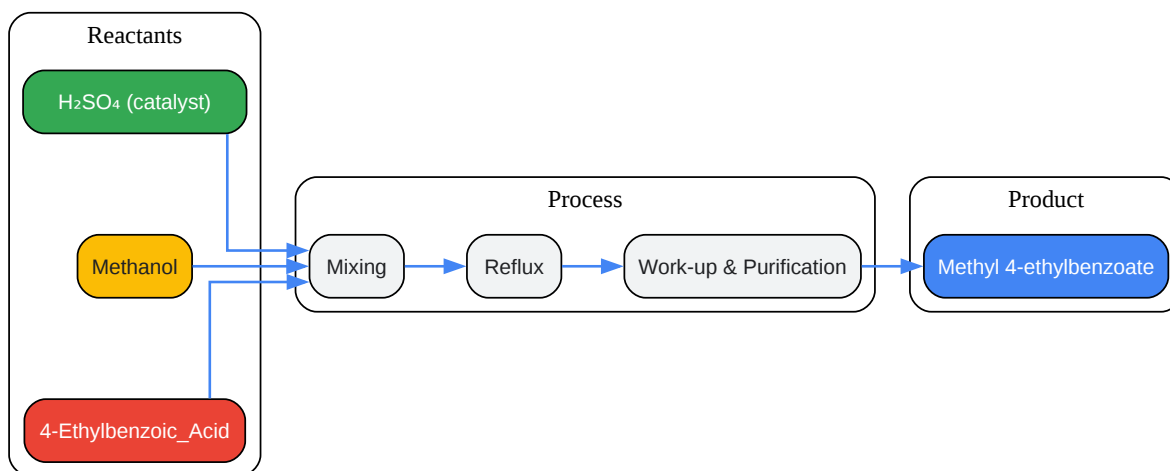 Reactants
H₂SO₄ (catalyst)
Methanol
4-Ethylbenzoic_Acid
Process
Mixing
Reflux
Work-up & Purification
Product
Methyl 4-ethylbenzoate